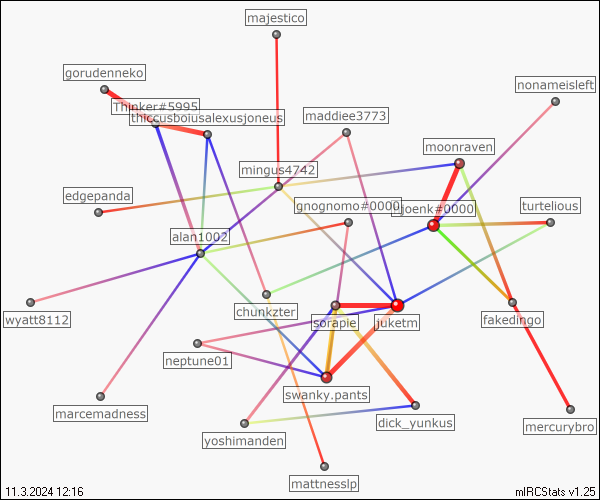 majestico
gorudenneko
nonameisleft
Thinker#5995
thiccusboiusalexusjoneus
maddiee3773
moonraven
mingus4742
edgepanda
gnognomo#0000
joenk#0000
turtelious
alan1002
chunkzter
wyatt8112
sorapie
juketm
fakedingo
neptune01
swanky.pants
marcemadness
dick_yunkus
mercurybro
yoshimanden
mattnesslp
11.3.2024 12:16
mIRCStats v1.25